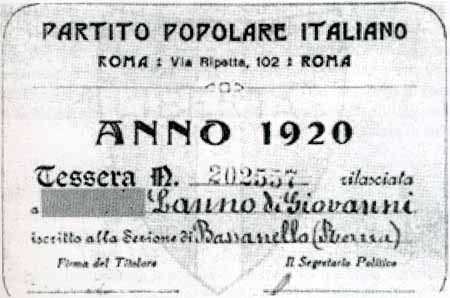 PARTITO POPOLARE ITALIANO
ROMA : Via Ripetta, 102 : ROMA
ANNO 1920
Tessera N. 202557 rilasciata
a Lanno di Giovanni
iscritto alla Sezione di Bassanello (Roma)
Firma del Titolare Il Segretario Politico